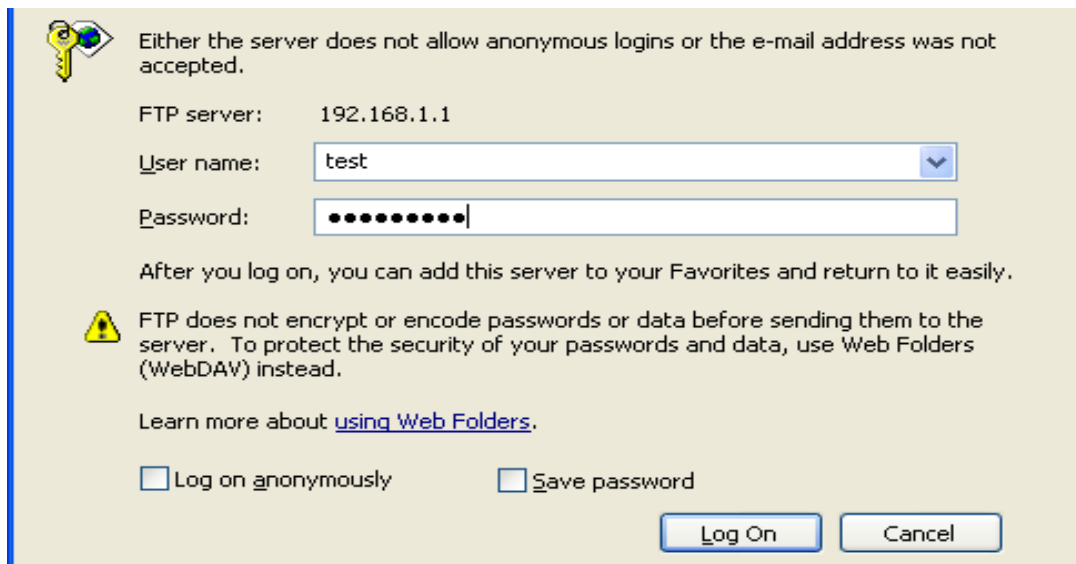 Either the server does not allow anonymous logins or the e-mail address was not
accepted.
FTP server: 192.168.1.1
User name: test
Password: •••••••••
After you log on, you can add this server to your Favorites and return to it easily.
FTP does not encrypt or encode passwords or data before sending them to the
server. To protect the security of your passwords and data, use Web Folders
(WebDAV) instead.
Learn more about using Web Folders.
Log on anonymously Save password
Log On Cancel